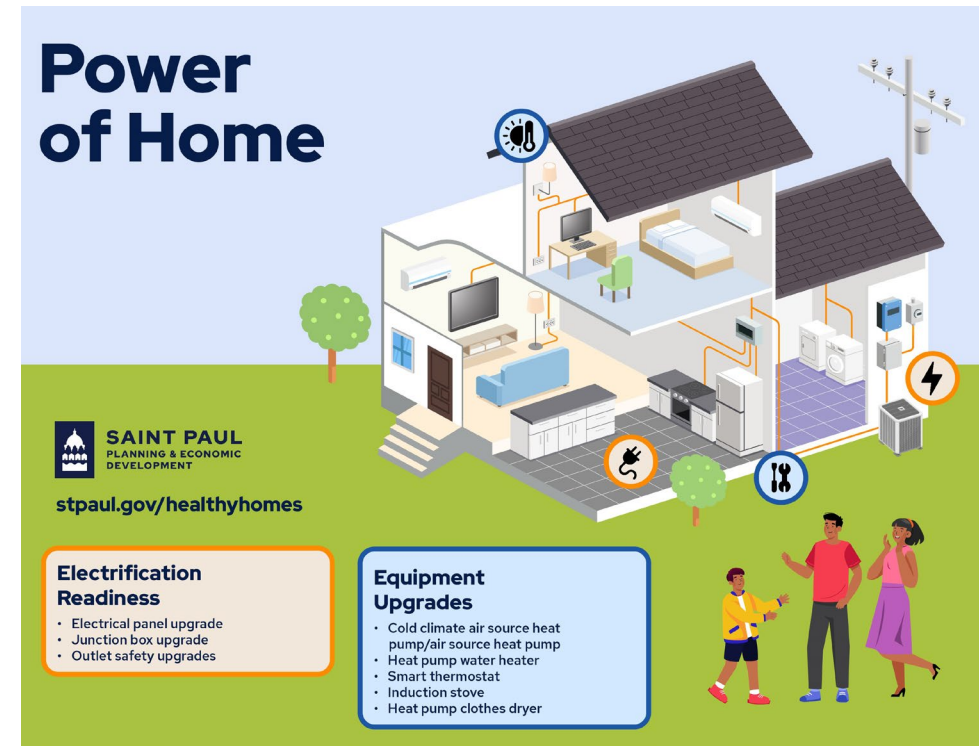 Power
of Home
SAINT PAUL
PLANNING & ECONOMIC
DEVELOPMENT
stpaul.gov/healthyhomes
Electrification
Readiness
• Electrical panel upgrade
• Junction box upgrade
• Outlet safety upgrades
Equipment
Upgrades
• Cold climate air source heat
pump/air source heat pump
• Heat pump water heater
• Smart thermostat
• Induction stove
• Heat pump clothes dryer